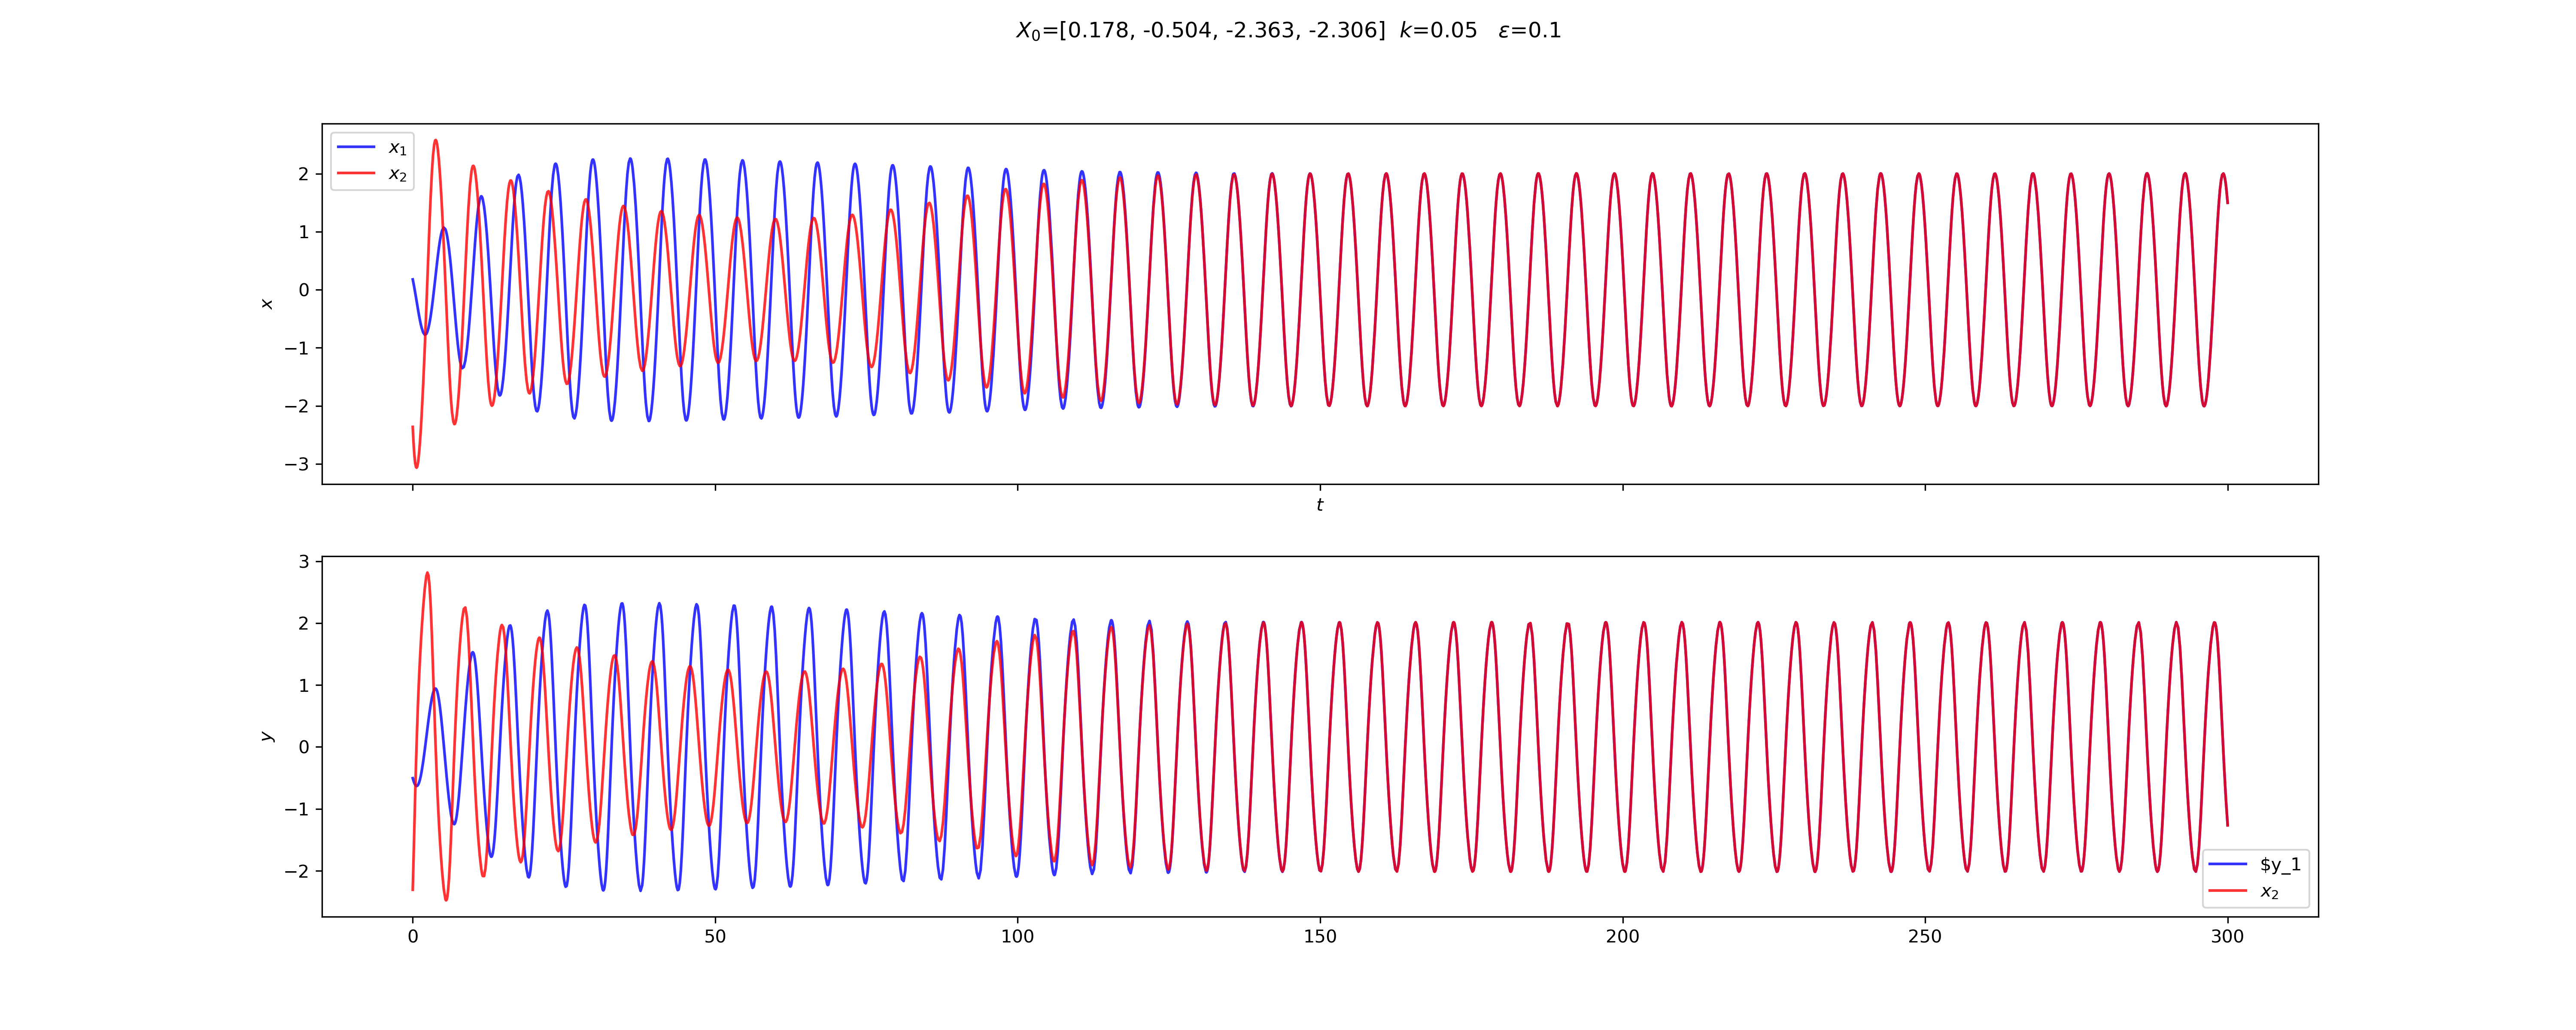 X₀=[0.178, -0.504, -2.363, -2.306] k=0.05 ε=0.1
x₁
x₂
2
1
0
−1
−2
−3
x
t
3
2
1
0
−1
−2
y
$y_1
x₂
0 50 100 150 200 250 300